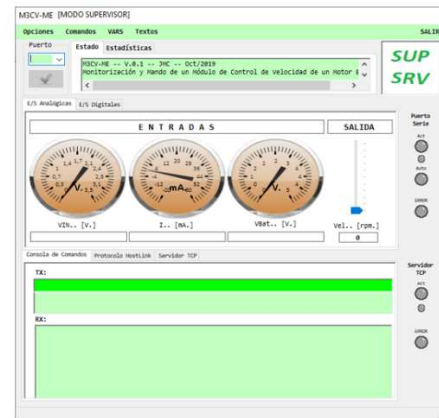 M3CV-ME [MODO SUPERVISOR]
Opciones Comandos VARS Textos SALIR
Puerto
Estado Estadísticas
M3CV-ME -- V.0.1 -- JMC -- Oct/2019
Monitorización y Mando de un Módulo de Control de Velocidad de un Motor
SUP
SRV
E/S Analógicas E/S Digitales
ENTRADAS
SALIDA
V.
mA.
V.
VIN.. [V.]
I.. [mA.]
VBat.. [V.]
Vel.. [rpm.]
0
Puerto
Serie
Act
Auto
ERROR
Consola de Comandos Protocolo HostLink Servidor TCP
TX:
RX:
Servidor
TCP
Act
ERROR